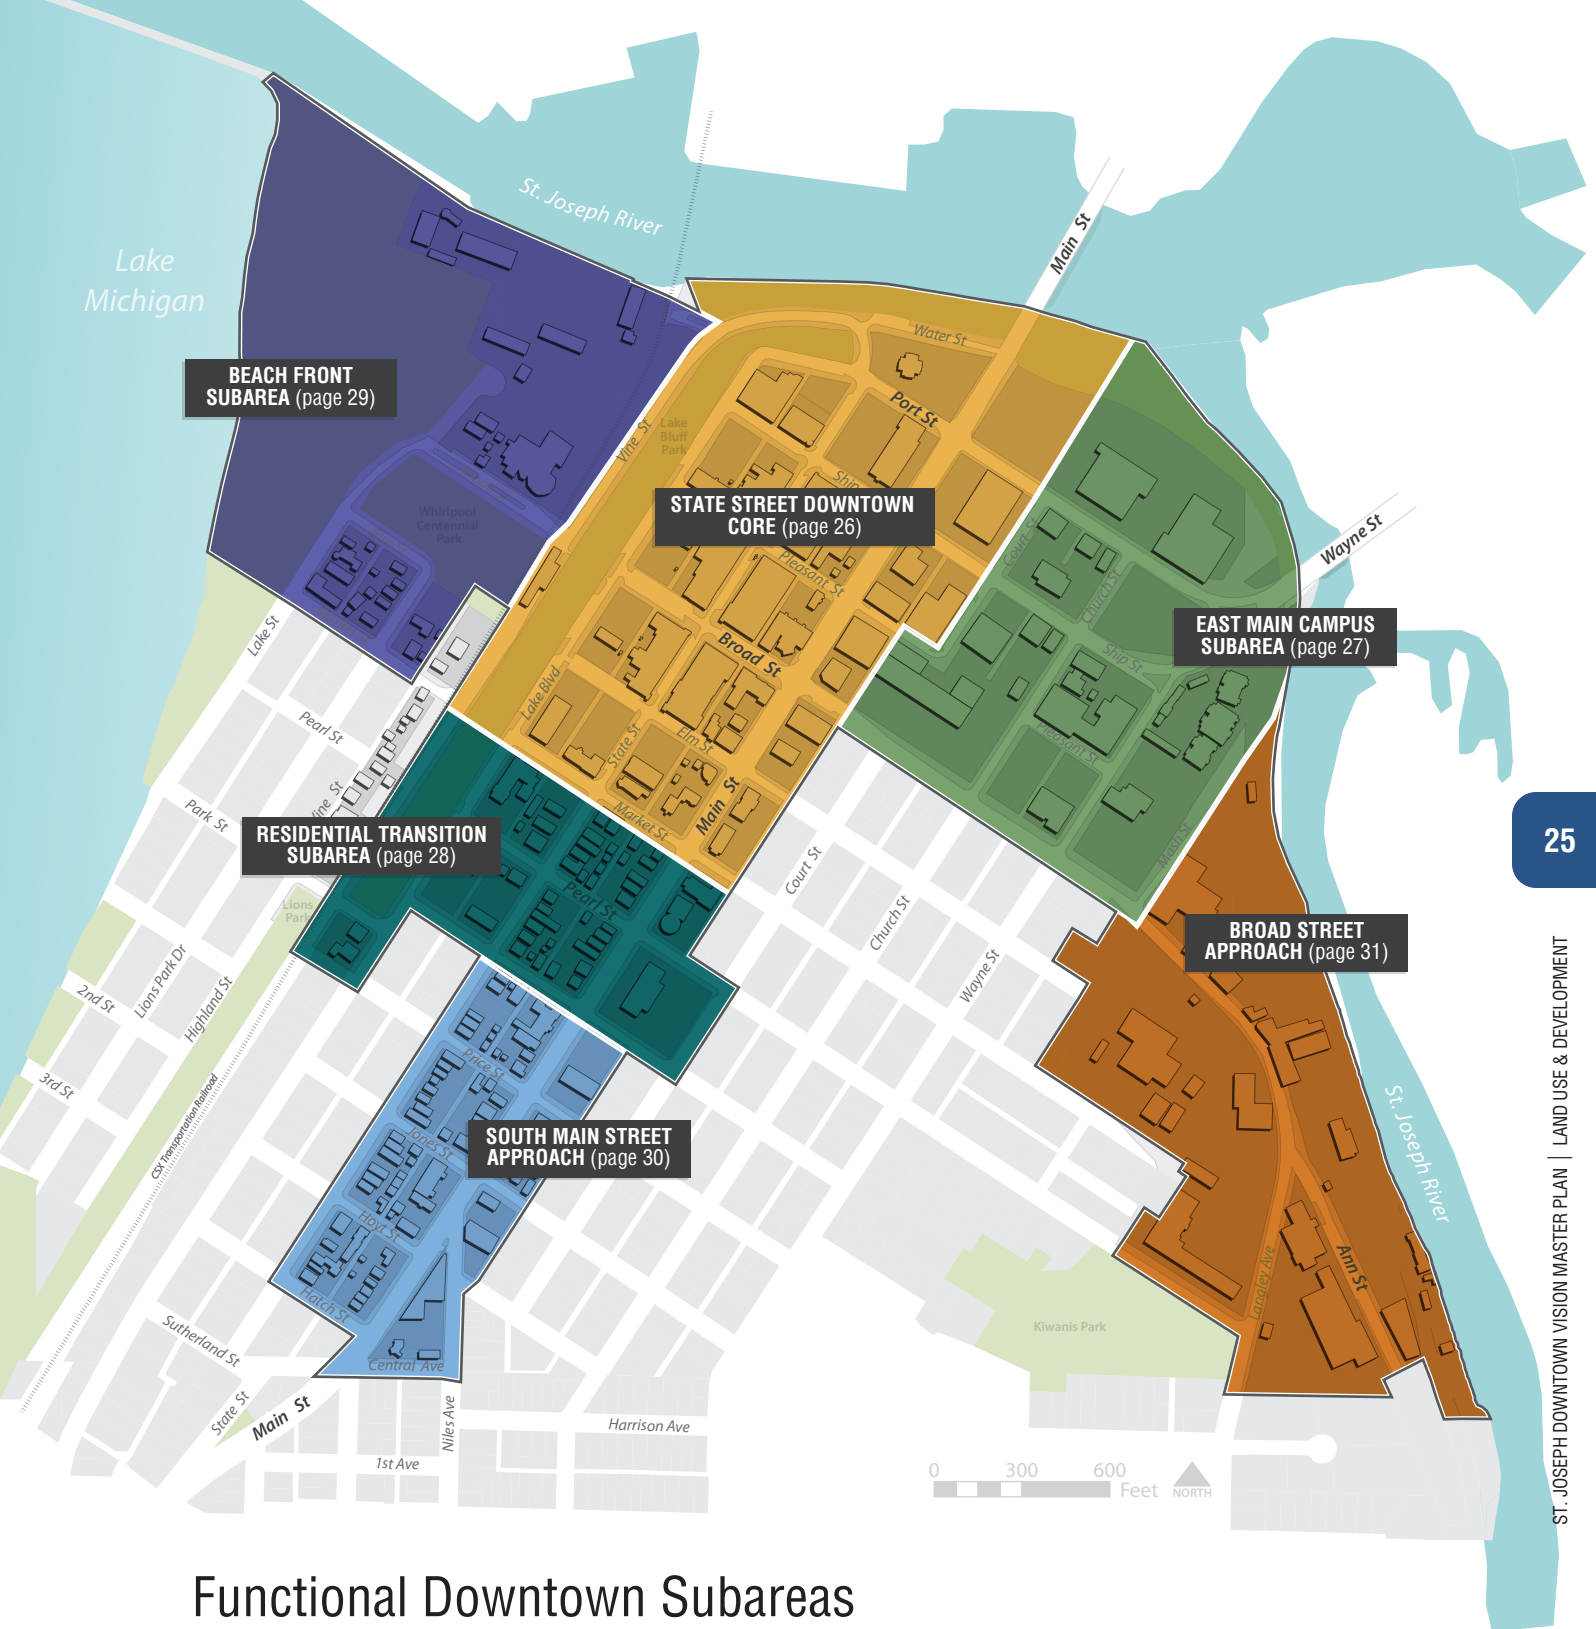 St. Joseph River
Main St
Lake
Michigan
Water St
BEACH FRONT
SUBAREA (page 29)
Port St
Vine St
Lake
Bluff
Park
Ship
STATE STREET DOWNTOWN
CORE (page 26)
Whirlpool
Centennial
Park
Court S
Wayne St
Pleasant St
Church St
EAST MAIN CAMPUS
SUBAREA (page 27)
Lake St
Broad St
Ship St
Lake Blvd
Pearl St
State St
Elm St
Pleasant St
Vine St
Main St
Park St
Market St
RESIDENTIAL TRANSITION
SUBAREA (page 28)
Wash St
25
Court St
Pearl St
Lions
Park
Church St
BROAD STREET
APPROACH (page 31)
Lions Park Dr
Wayne St
2nd St
Highland St
3rd St
Price St
CSX Transportation Railroad
Jones St
SOUTH MAIN STREET
APPROACH (page 30)
St. Joseph River
Hoyt St
Langley Ave
Ann St
Hatch St
Kiwanis Park
Sutherland St
Central Ave
State St
Main St
Niles Ave
Harrison Ave
1st Ave
0 300 600
Feet
NORTH
ST. JOSEPH DOWNTOWN VISION MASTER PLAN | LAND USE & DEVELOPMENT
Functional Downtown Subareas